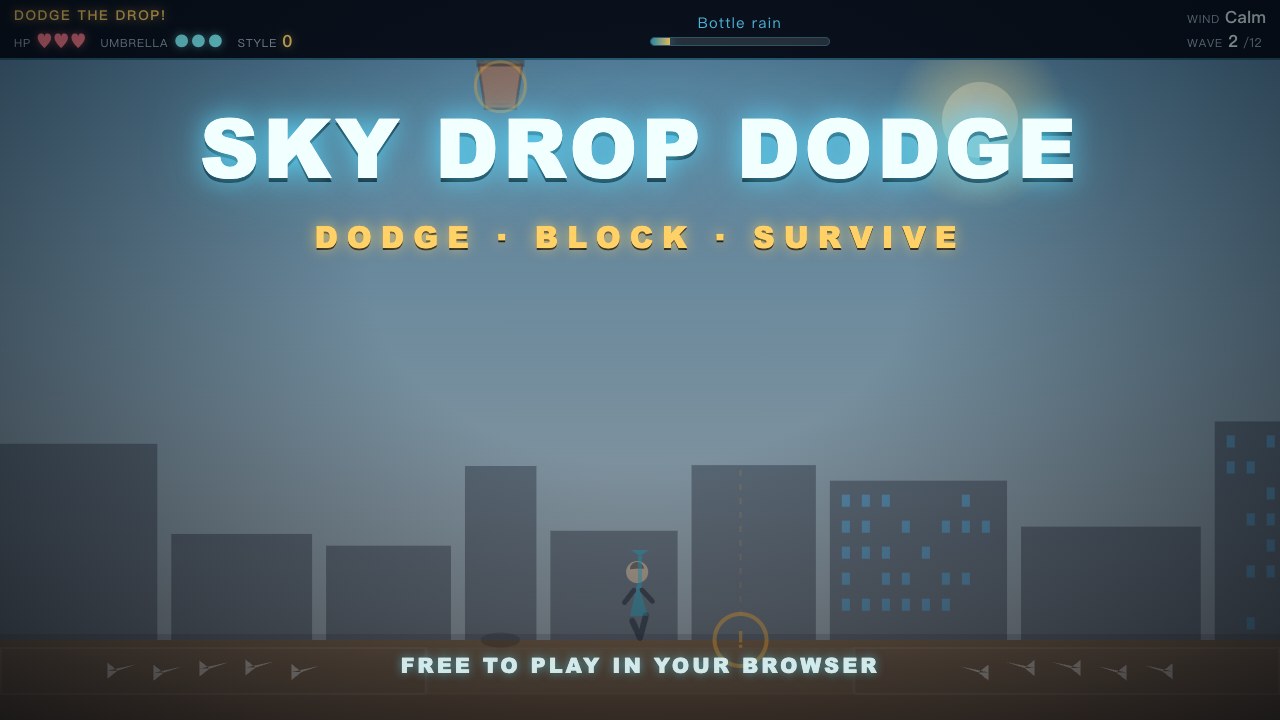 DODGE THE DROP!
HP UMBRELLA STYLE 0
Bottle rain
WIND Calm
WAVE 2 /12
SKY DROP DODGE
DODGE · BLOCK · SURVIVE
!
FREE TO PLAY IN YOUR BROWSER